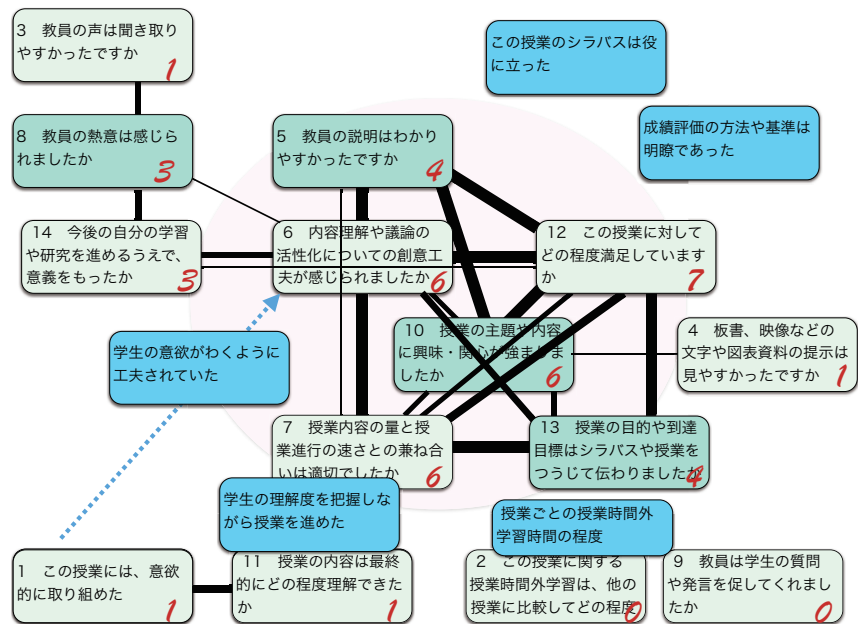 3　教員の声は聞き取り
やすかったですか
1
この授業のシラバスは役
に立った
8　教員の熱意は感じら
れましたか
3
5　教員の説明はわかり
やすかったですか
4
成績評価の方法や基準は
明瞭であった
14　今後の自分の学習
や研究を進めるうえで、
意義をもったか
3
6　内容理解や議論の
活性化についての創意工
夫が感じられましたか
6
12　この授業に対して
どの程度満足しています
か
7
学生の意欲がわくように
工夫されていた
10　授業の主題や内容
に興味・関心が強まりま
したか
6
4　板書、映像などの
文字や図表資料の提示は
見やすかったですか
1
7　授業内容の量と授
業進行の速さとの兼ね合
いは適切でしたか
6
13　授業の目的や到達
目標はシラバスや授業を
つうじて伝わりましたか
4
学生の理解度を把握しな
がら授業を進めた
授業ごとの授業時間外
学習時間の程度
1　この授業には、意欲
的に取り組めた
1
11　授業の内容は最終
的にどの程度理解できた
か
1
2　この授業に関する
授業時間外学習は、他の
授業に比較してどの程度
0
9　教員は学生の質問
や発言を促してくれまし
たか
0